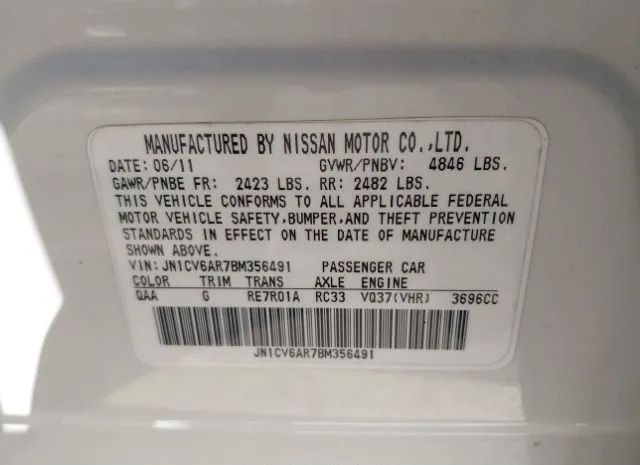 MANUFACTURED BY NISSAN MOTOR CO.,LTD.
DATE: 06/11 GVWR/PNBV: 4846 LBS.
GAWR/PNBE FR: 2423 LBS. RR: 2482 LBS.
THIS VEHICLE CONFORMS TO ALL APPLICABLE FEDERAL
MOTOR VEHICLE SAFETY,BUMPER,AND THEFT PREVENTION
STANDARDS IN EFFECT ON THE DATE OF MANUFACTURE
SHOWN ABOVE.
VIN: JN1CV6AR7BM356491 PASSENGER CAR
COLOR TRIM TRANS AXLE ENGINE
QAA G RE7R01A RC33 VQ37(VHR) 3696CC
JN1CV6AR7BM356491